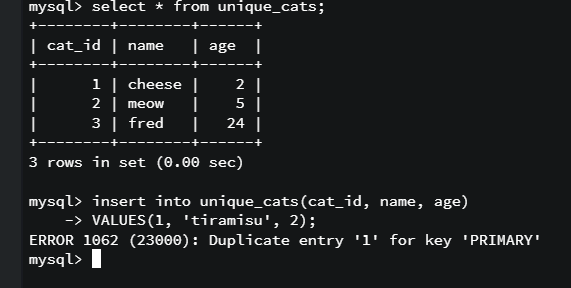 mysql> select * from unique_cats;
+--------+--------+------+
| cat_id | name   | age  |
+--------+--------+------+
|      1 | cheese |    2 |
|      2 | meow   |    5 |
|      3 | fred   |   24 |
+--------+--------+------+
3 rows in set (0.00 sec)

mysql> insert into unique_cats(cat_id, name, age)
    -> VALUES(1, 'tiramisu', 2);
ERROR 1062 (23000): Duplicate entry '1' for key 'PRIMARY'
mysql>